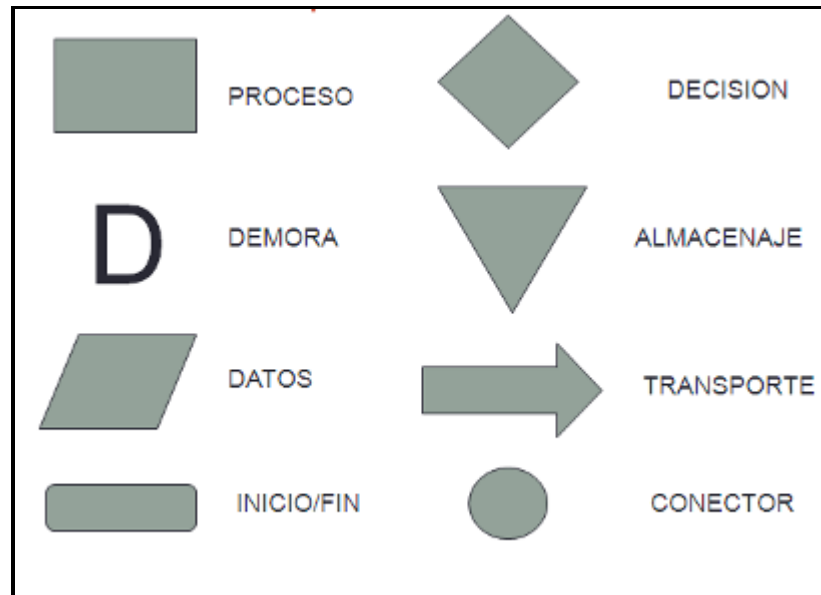 PROCESO
DECISION
D
DEMORA
ALMACENAJE
DATOS
TRANSPORTE
INICIO/FIN
CONECTOR